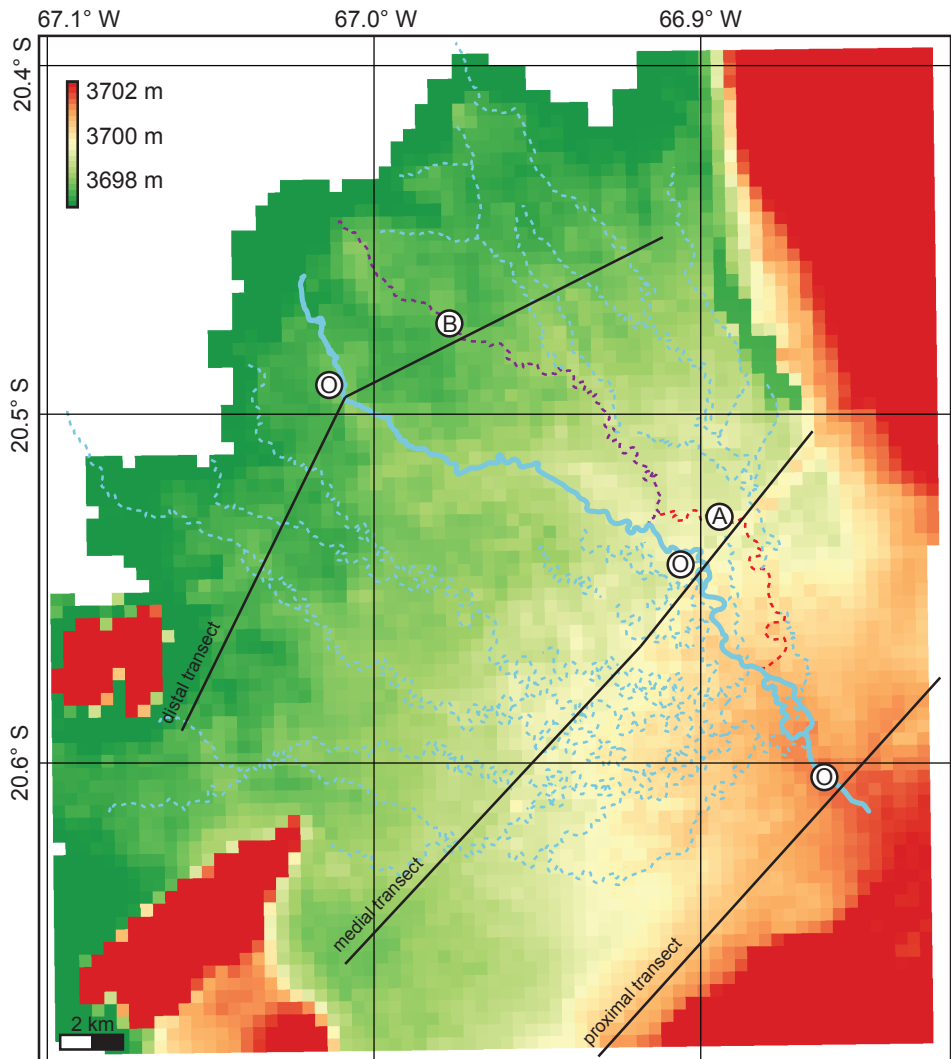 67.1° W 67.0° W 66.9° W
20.4° S
3702 m
3700 m
3698 m
B
O
20.5° S
A
O
distal transect
20.6° S
O
medial transect
proximal transect
2 km